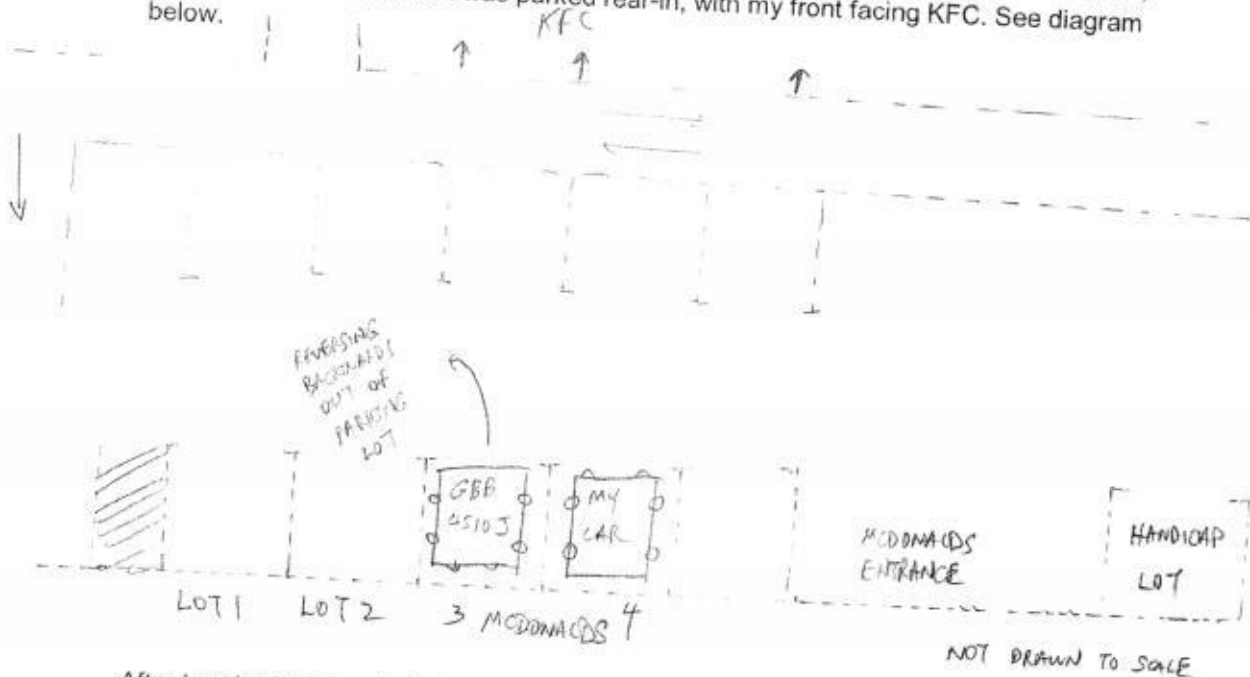 parked rear-in, with my front facing KFC. See diagram
below.
KFC
REVERSING
BACKWARDS
OUT OF
PARKING
LOT
GBB
4510J
MY
CAR
MCDONALDS
ENTRANCE
HANDICAP
LOT
LOT 1
LOT 2
3 MCDONALDS 4
NOT DRAWN TO SCALE